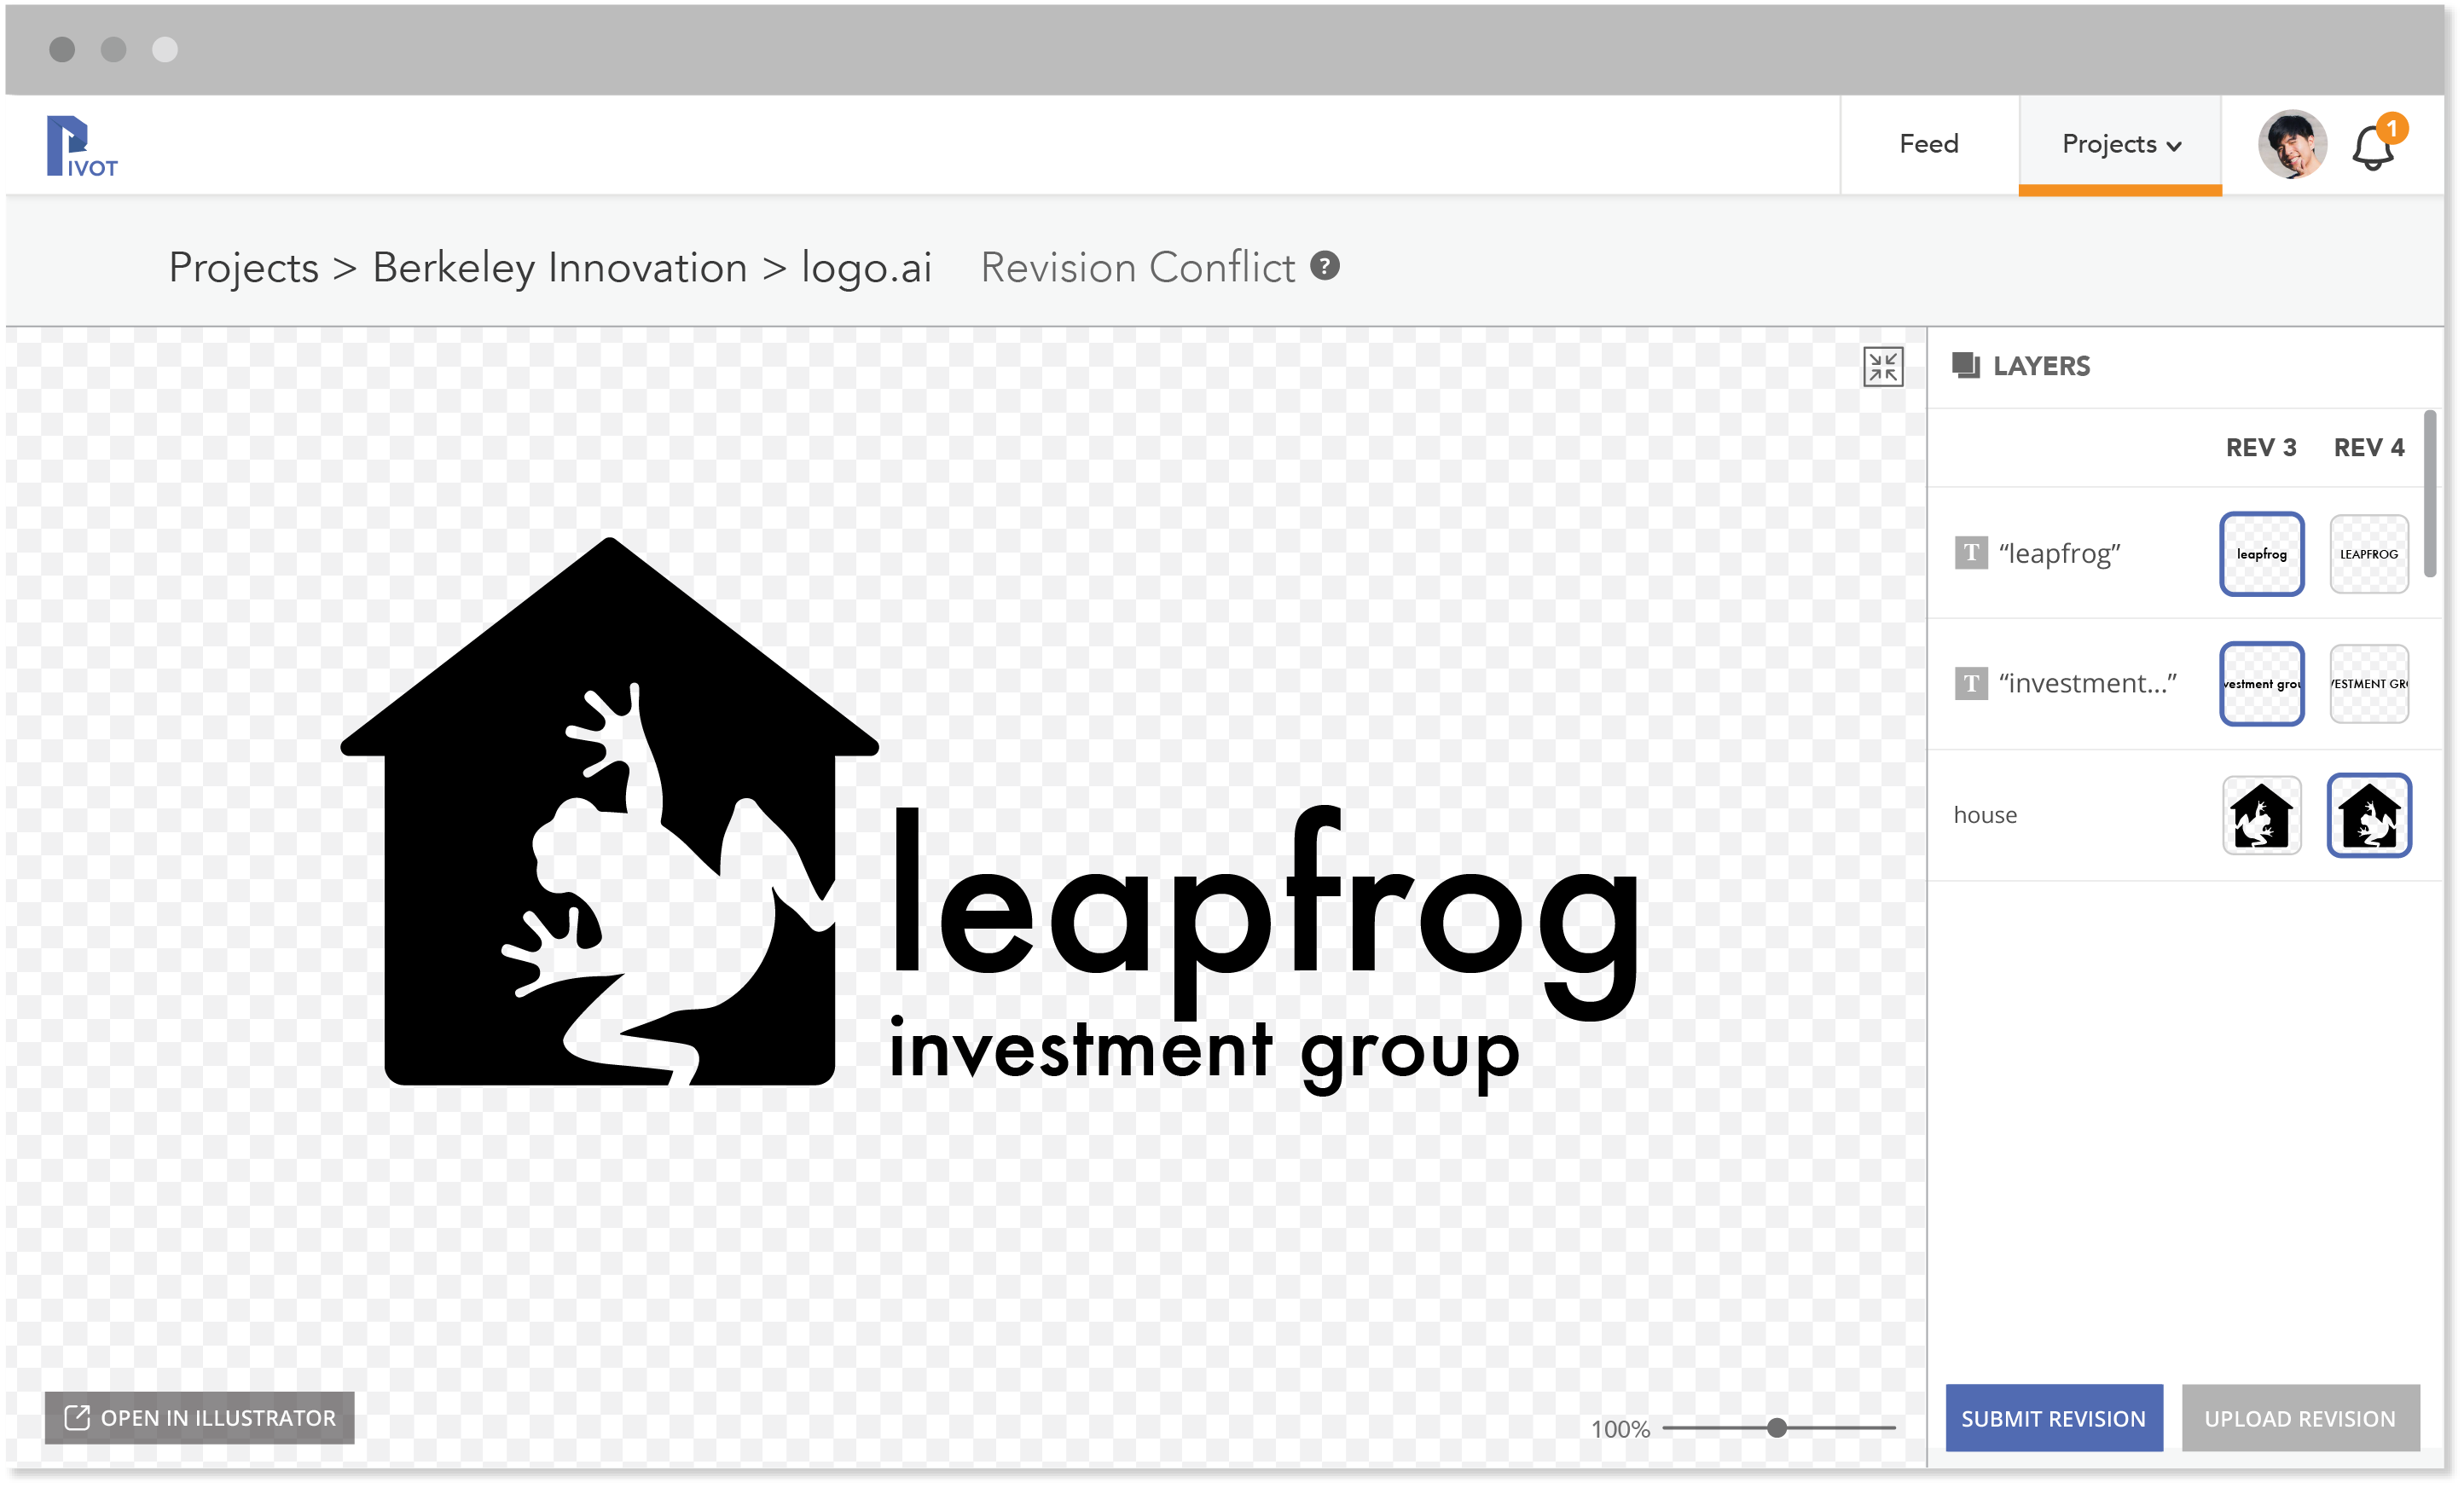 PIVOT
Feed
Projects
1
Projects > Berkeley Innovation > logo.ai Revision Conflict ?
LAYERS
REV 3 REV 4
T “leapfrog” leapfrog LEAPFROG
T “investment...” vestment grou VESTMENT GR
house
leapfrog
investment group
OPEN IN ILLUSTRATOR
100%
SUBMIT REVISION
UPLOAD REVISION